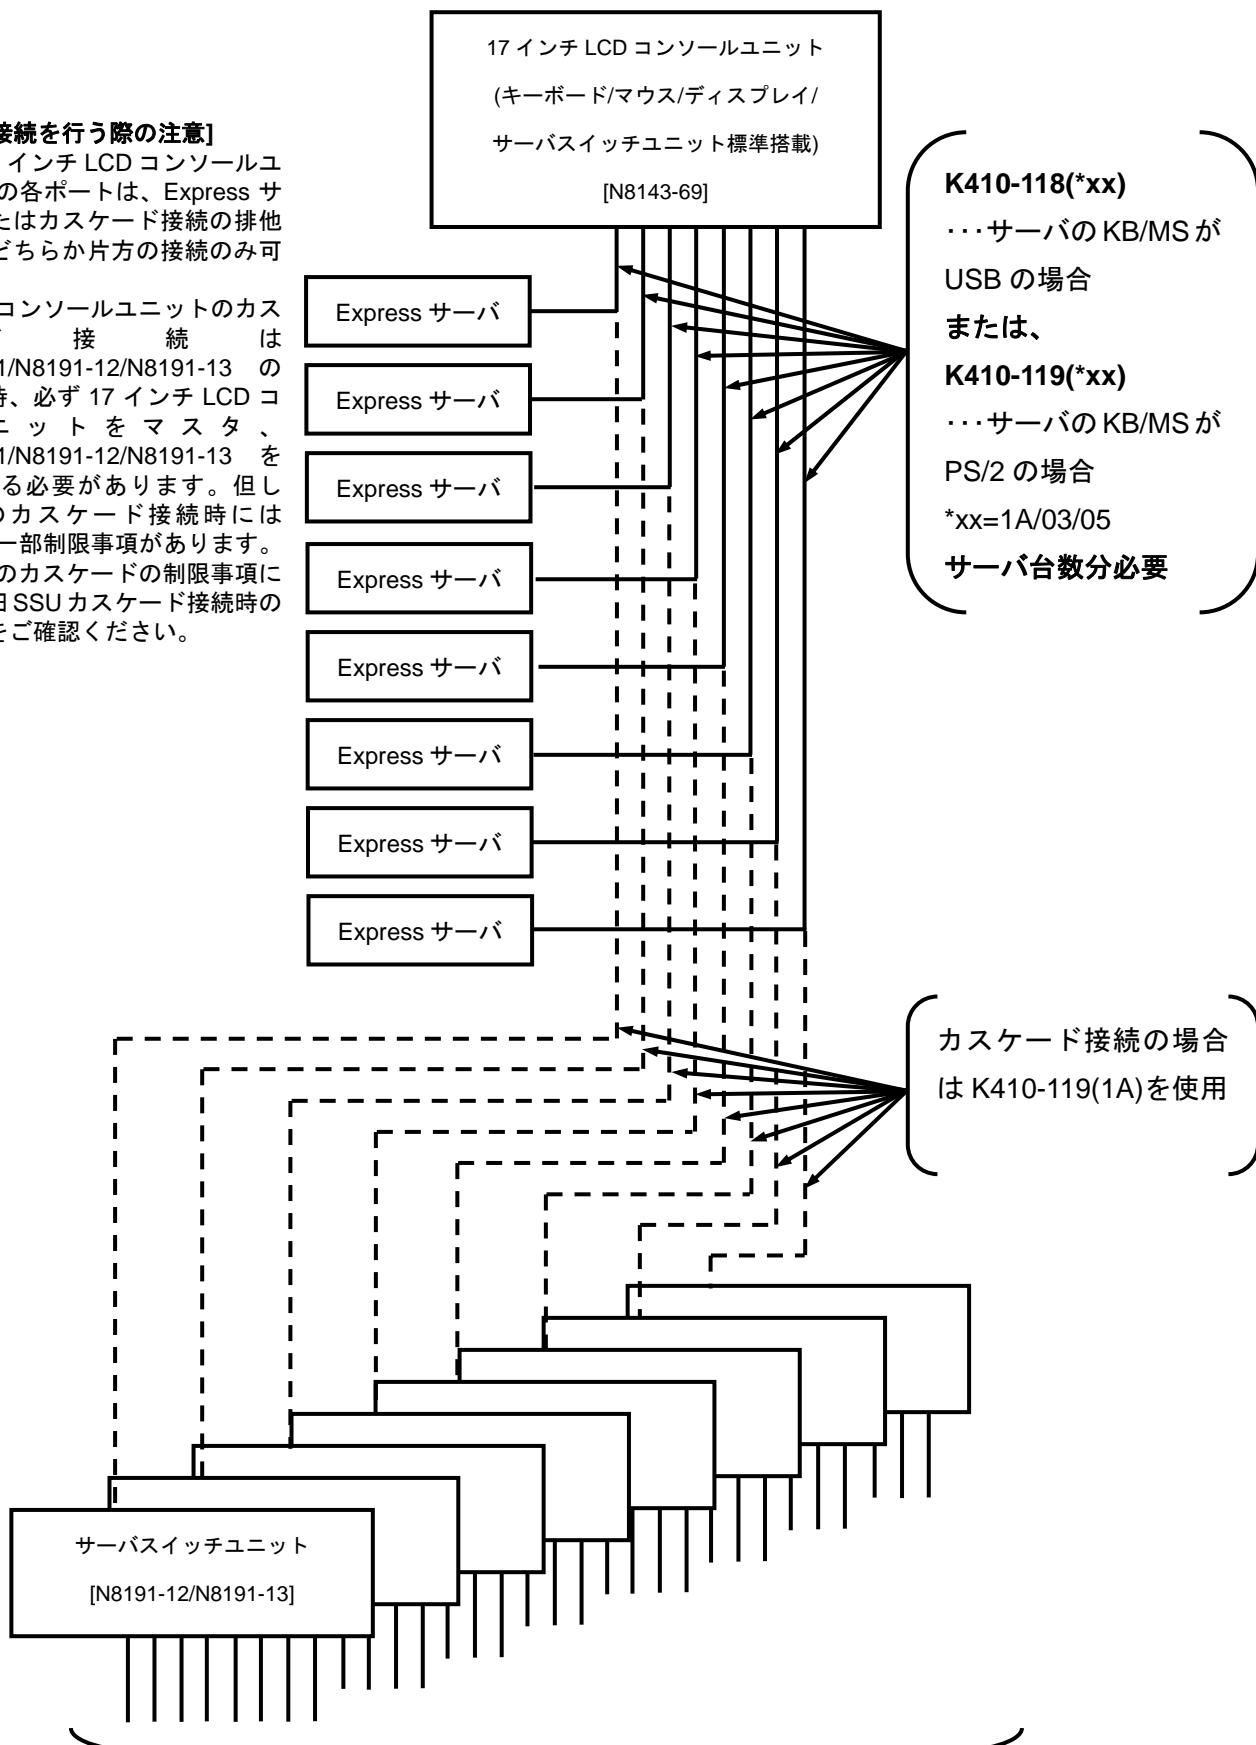 17 インチ LCD コンソールユニット
(キーボード/マウス/ディスプレイ/
サーバスイッチユニット標準搭載)
[N8143-69]
接続を行う際の注意]
インチ LCD コンソールユ
の各ポートは、Express サ
たはカスケード接続の排他
どちらか片方の接続のみ可
コンソールユニットのカス
接続は
1/N8191-12/N8191-13 の
時、必ず 17 インチ LCD コ
ニットをマスタ、
1/N8191-12/N8191-13 を
る必要があります。但し
のカスケード接続時には
一部制限事項があります。
のカスケードの制限事項に
旧 SSU カスケード接続時の
をご確認ください。
Express サーバ
Express サーバ
Express サーバ
Express サーバ
Express サーバ
Express サーバ
Express サーバ
Express サーバ
K410-118(*xx)
･･･サーバの KB/MS が
USB の場合
または、
K410-119(*xx)
･･･サーバの KB/MS が
PS/2 の場合
*xx=1A/03/05
サーバ台数分必要
カスケード接続の場合
は K410-119(1A)を使用
サーバスイッチユニット
[N8191-12/N8191-13]